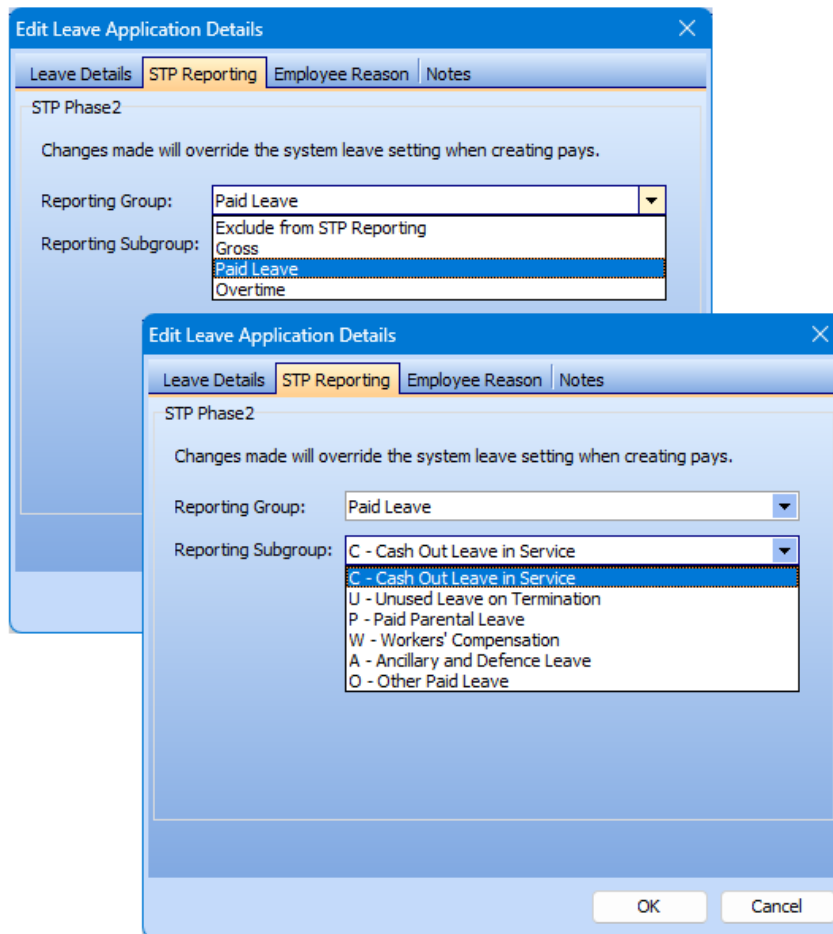 Edit Leave Application Details
Leave Details STP Reporting Employee Reason Notes
STP Phase2
Changes made will override the system leave setting when creating pays.
Reporting Group: Paid Leave
Exclude from STP Reporting
Reporting Subgroup: Gross
Paid Leave
Overtime
Edit Leave Application Details
Leave Details STP Reporting Employee Reason Notes
STP Phase2
Changes made will override the system leave setting when creating pays.
Reporting Group: Paid Leave
Reporting Subgroup: C - Cash Out Leave in Service
C - Cash Out Leave in Service
U - Unused Leave on Termination
P - Paid Parental Leave
W - Workers' Compensation
A - Ancillary and Defence Leave
O - Other Paid Leave
OK Cancel